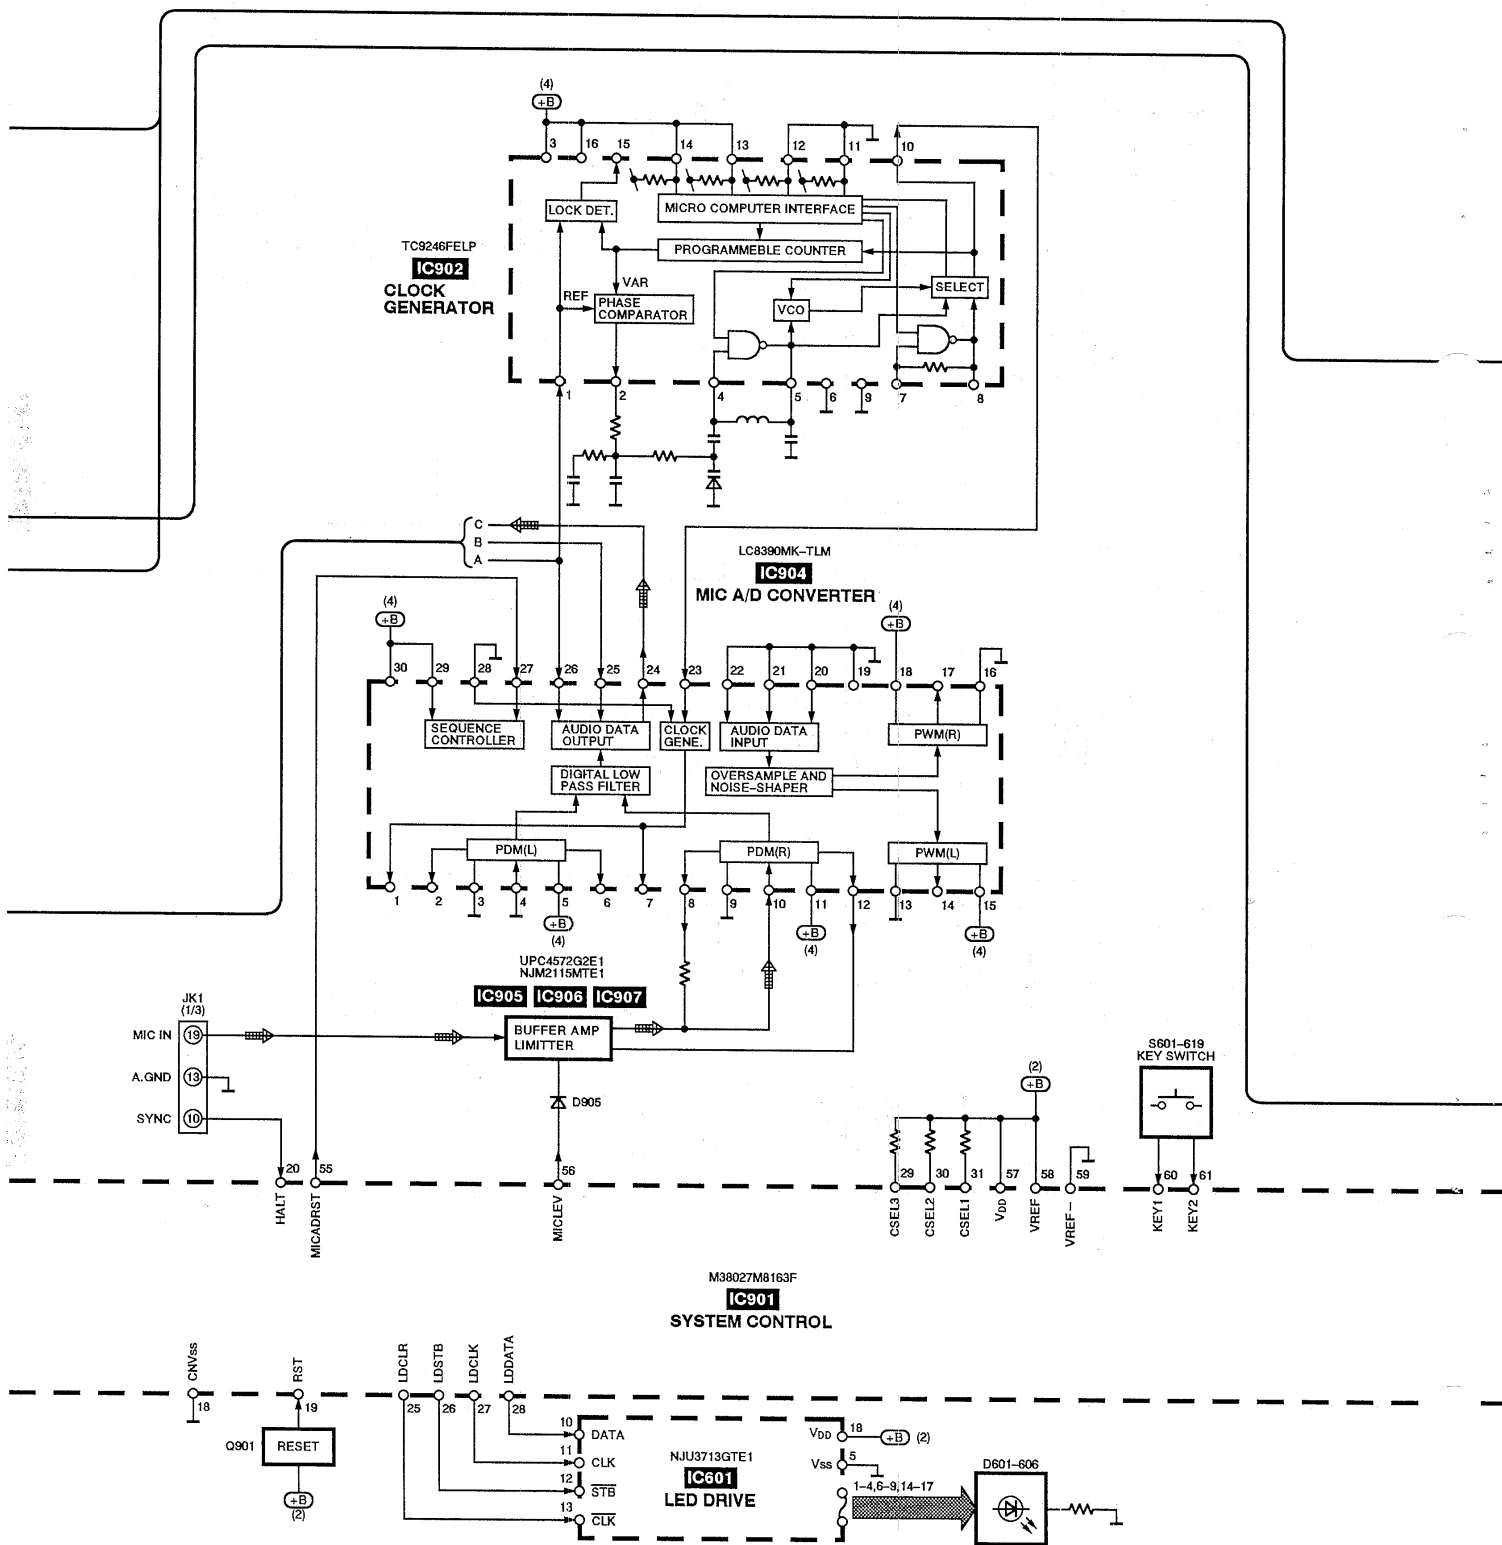 (4)
+B
3 16 15 14 13 12 11 10
LOCK DET.
MICRO COMPUTER INTERFACE
PROGRAMMEBLE COUNTER
TC9246FELP
IC902
CLOCK
GENERATOR
VAR
REF
PHASE
COMPARATOR
VCO
SELECT
1 2 4 5 6 9 7 8
C
B
A
LC8390MK-TLM
IC904
MIC A/D CONVERTER
(4)
+B
(4)
+B
30 29 28 27 26 25 24 23 22 21 20 19 18 17 16
SEQUENCE
CONTROLLER
AUDIO DATA
OUTPUT
CLOCK
GENE.
AUDIO DATA
INPUT
PWM(R)
DIGITAL LOW
PASS FILTER
OVERSAMPLE AND
NOISE-SHAPER
PDM(L)
PDM(R)
PWM(L)
1 2 3 4 5 6 7 8 9 10 11 12 13 14 15
+B
(4)
+B
(4)
+B
(4)
UPC4572G2E1
NJM2115MTE1
IC905 IC906 IC907
JK1
(1/3)
MIC IN 19
BUFFER AMP
LIMITTER
A.GND 13
SYNC 10
D905
(2)
+B
S601-619
KEY SWITCH
20 55 56 29 30 31 57 58 59 60 61
HALT
MICADRST
MICLEV
CSEL3
CSEL2
CSEL1
VDD
VREF
VREF-
KEY1
KEY2
M38027M8163F
IC901
SYSTEM CONTROL
CNVss
RST
LDCLR
LDSTB
LDCLK
LDDATA
18 19 25 26 27 28
Q901 RESET
+B
(2)
10 DATA
11 CLK
12 STB
13 CLK
NJU3713GTE1
IC601
LED DRIVE
VDD 18 +B (2)
Vss 5
1-4,6-9,14-17
D601-606